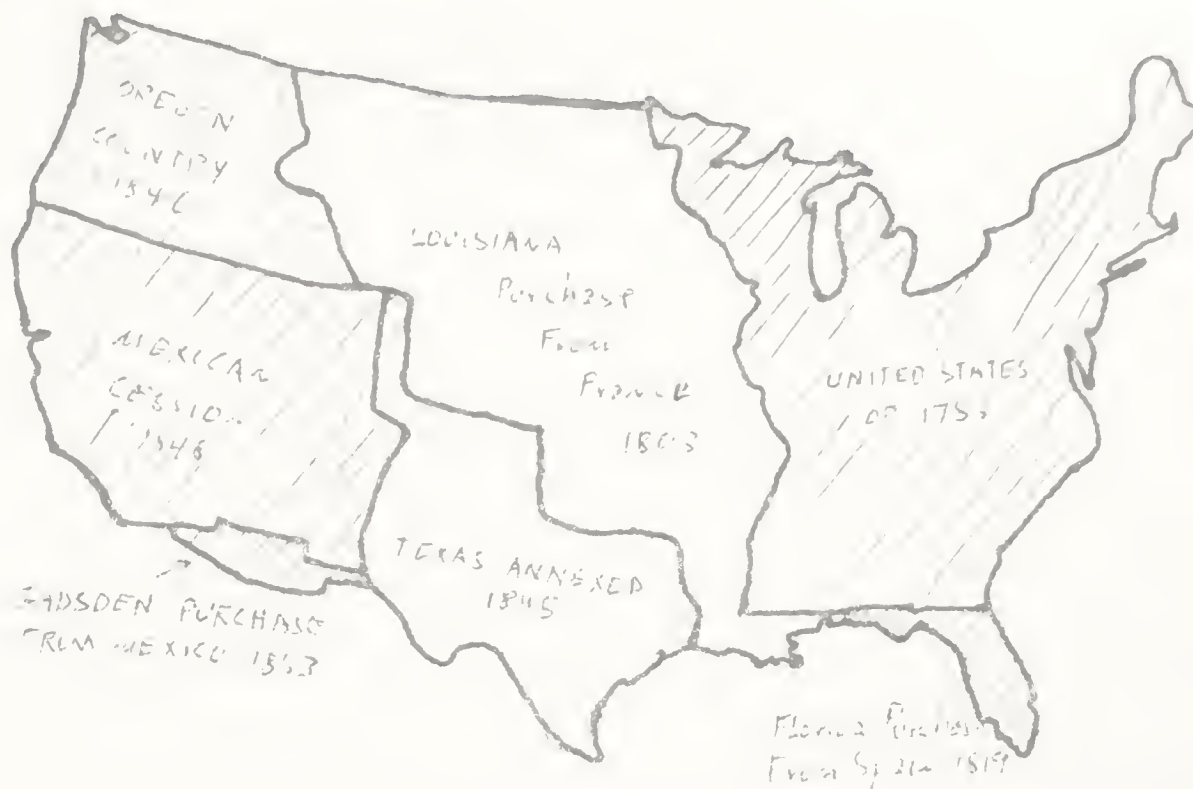 OREGON
COUNTRY
1846
LOUISIANA
Purchase
From
France
1803
MEXICAN
CESSION
1848
UNITED STATES
OF
TEXAS ANNEXED
1845
GADSDEN PURCHASE
FROM MEXICO 1853
Florida Purchase
From Spain 1819